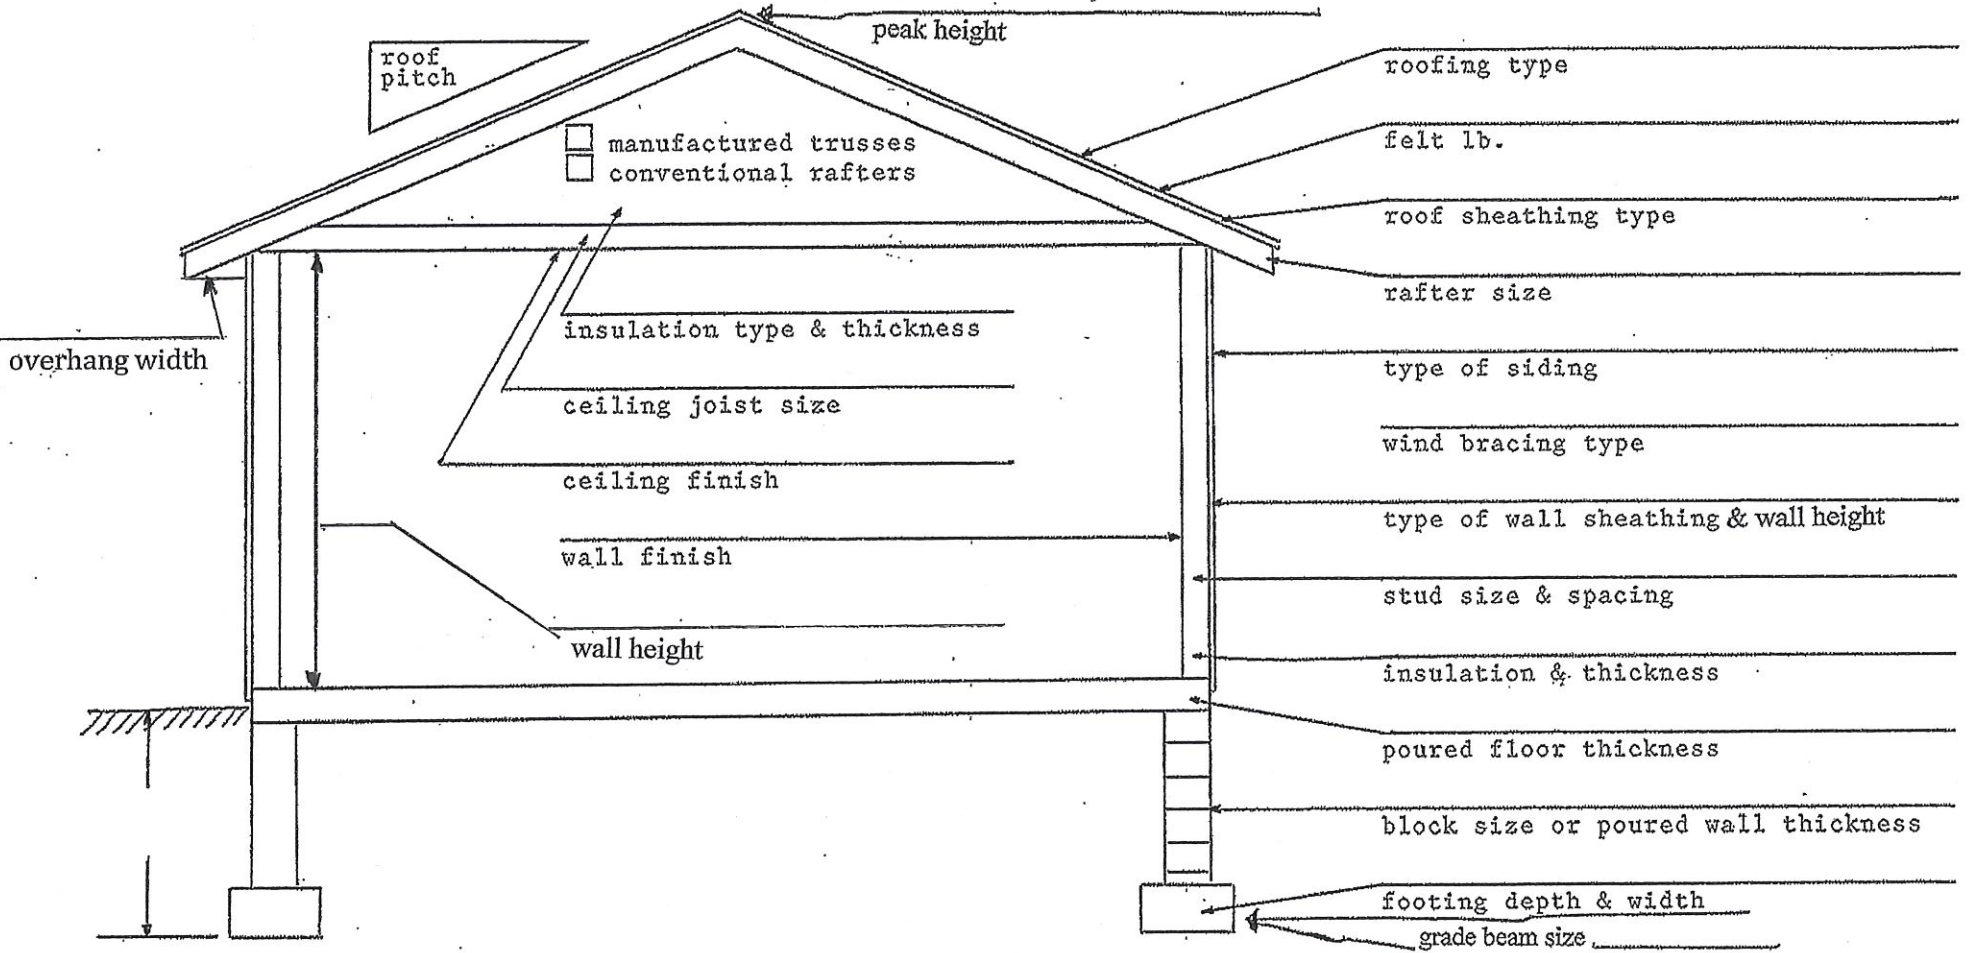 peak height
roof
pitch
roofing type
felt lb.
manufactured trusses
conventional rafters
roof sheathing type
rafter size
insulation type & thickness
overhang width
type of siding
ceiling joist size
wind bracing type
ceiling finish
type of wall sheathing & wall height
wall finish
stud size & spacing
wall height
insulation & thickness
poured floor thickness
block size or poured wall thickness
footing depth & width
grade beam size